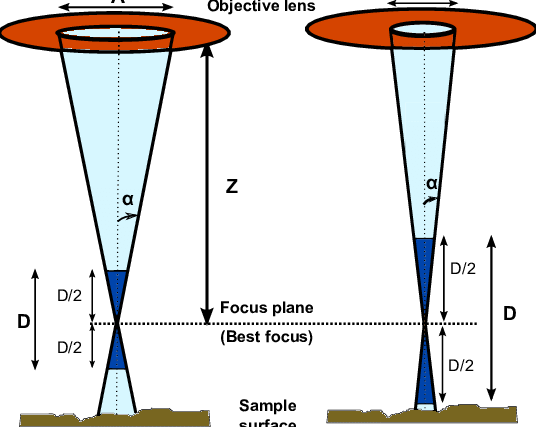 A
Objective lens
Z
α
α
D/2
D/2
D
D
D/2
D/2
Focus plane
(Best focus)
Sample
surface